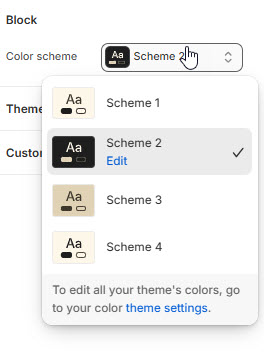 Block
Color scheme
Aa
Scheme 2
Aa
Scheme 1
Theme
Aa
Scheme 2
Edit
Custom
Aa
Scheme 3
Aa
Scheme 4
To edit all your theme's colors, go
to your color theme settings.